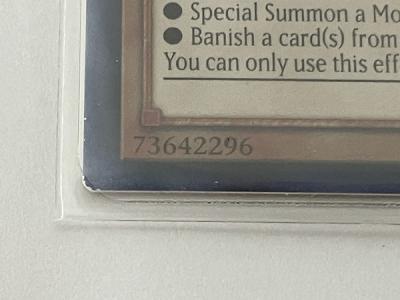 ● Special Summon a Mo
● Banish a card(s) from
You can only use this eff
73642296